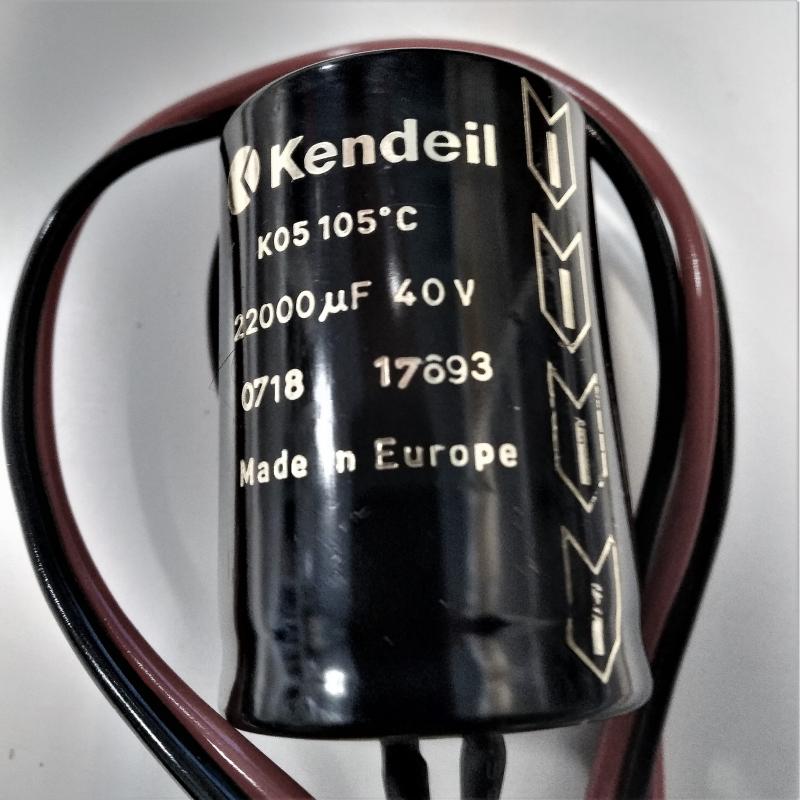 Kendeil
K05 105°C
22000µF 40V
0718 17693
Made in Europe